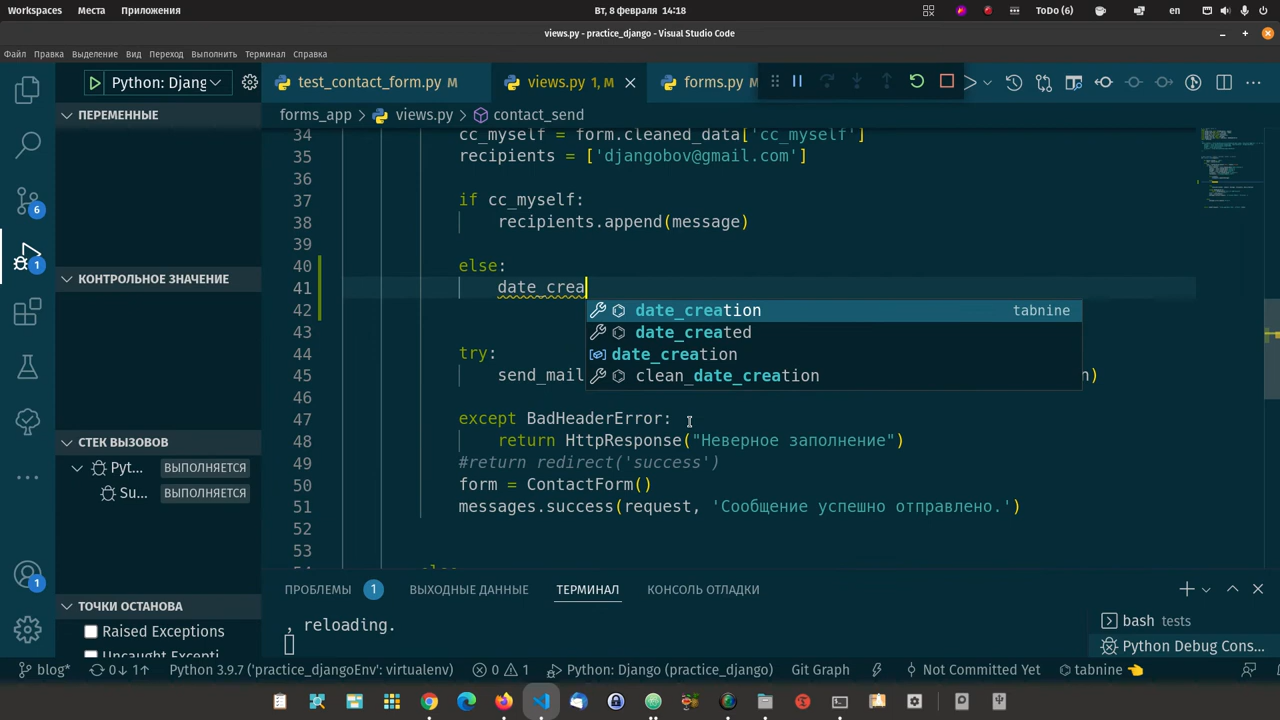 Workspaces Места Приложения Вт, 8 февраля • 14:18 ToDo (6) en
views.py - practice_django - Visual Studio Code
Файл Правка Выделение Вид Переход Выполнить Терминал Справка
Python: Djang test_contact_form.py M views.py 1, M forms.py M
ПЕРЕМЕННЫЕ
forms_app > views.py > contact_send
34 cc_myself = form.cleaned_data['cc_myself']
35 recipients = ['djangobov@gmail.com']
36
37 if cc_myself:
38 recipients.append(message)
39
40 else:
41 date_crea
42
date_creation tabnine
date_created
date_creation
clean_date_creation
43
44 try:
45 send_mail )
46
47 except BadHeaderError:
48 return HttpResponse("Неверное заполнение")
49 #return redirect('success')
50 form = ContactForm()
51 messages.success(request, 'Сообщение успешно отправлено.')
52
53
КОНТРОЛЬНОЕ ЗНАЧЕНИЕ
СТЕК ВЫЗОВОВ
Pyt... ВЫПОЛНЯЕТСЯ
Su... ВЫПОЛНЯЕТСЯ
ТОЧКИ ОСТАНОВА
Raised Exceptions
6
1
1
ПРОБЛЕМЫ 1 ВЫХОДНЫЕ ДАННЫЕ ТЕРМИНАЛ КОНСОЛЬ ОТЛАДКИ
, reloading.
bash tests
Python Debug Cons...
blog* 0↓ 1↑ Python 3.9.7 ('practice_djangoEnv': virtualenv) 0 1 Python: Django (practice_django) Git Graph Not Committed Yet tabnine 👈